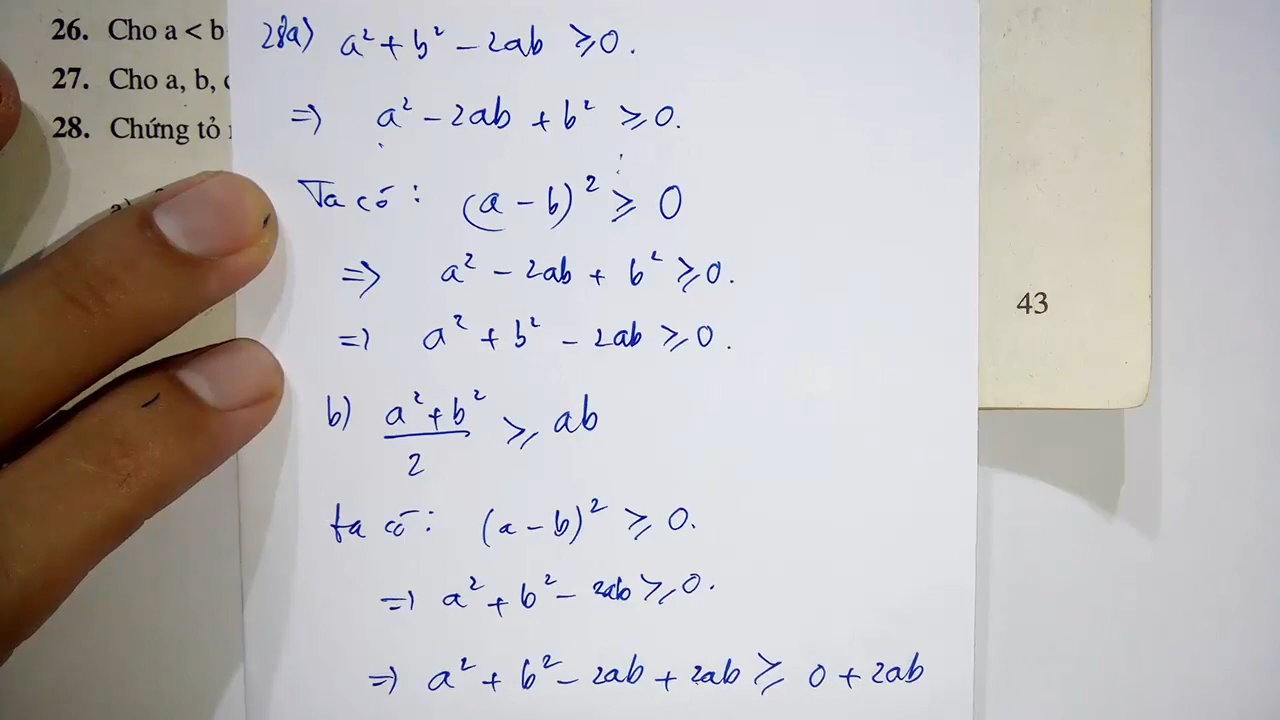 26. Cho a < b
27. Cho a, b, c
28. Chứng tỏ
a)
43
28a) a² + b² - 2ab ⩾ 0.
=> a² - 2ab + b² ⩾ 0.
Ta có: (a - b)² ⩾ 0
=> a² - 2ab + b² ⩾ 0.
=> a² + b² - 2ab ⩾ 0.
b) (a² + b²)/2 ⩾ ab
ta có: (a - b)² ⩾ 0.
=> a² + b² - 2ab ⩾ 0.
=> a² + b² - 2ab + 2ab ⩾ 0 + 2ab